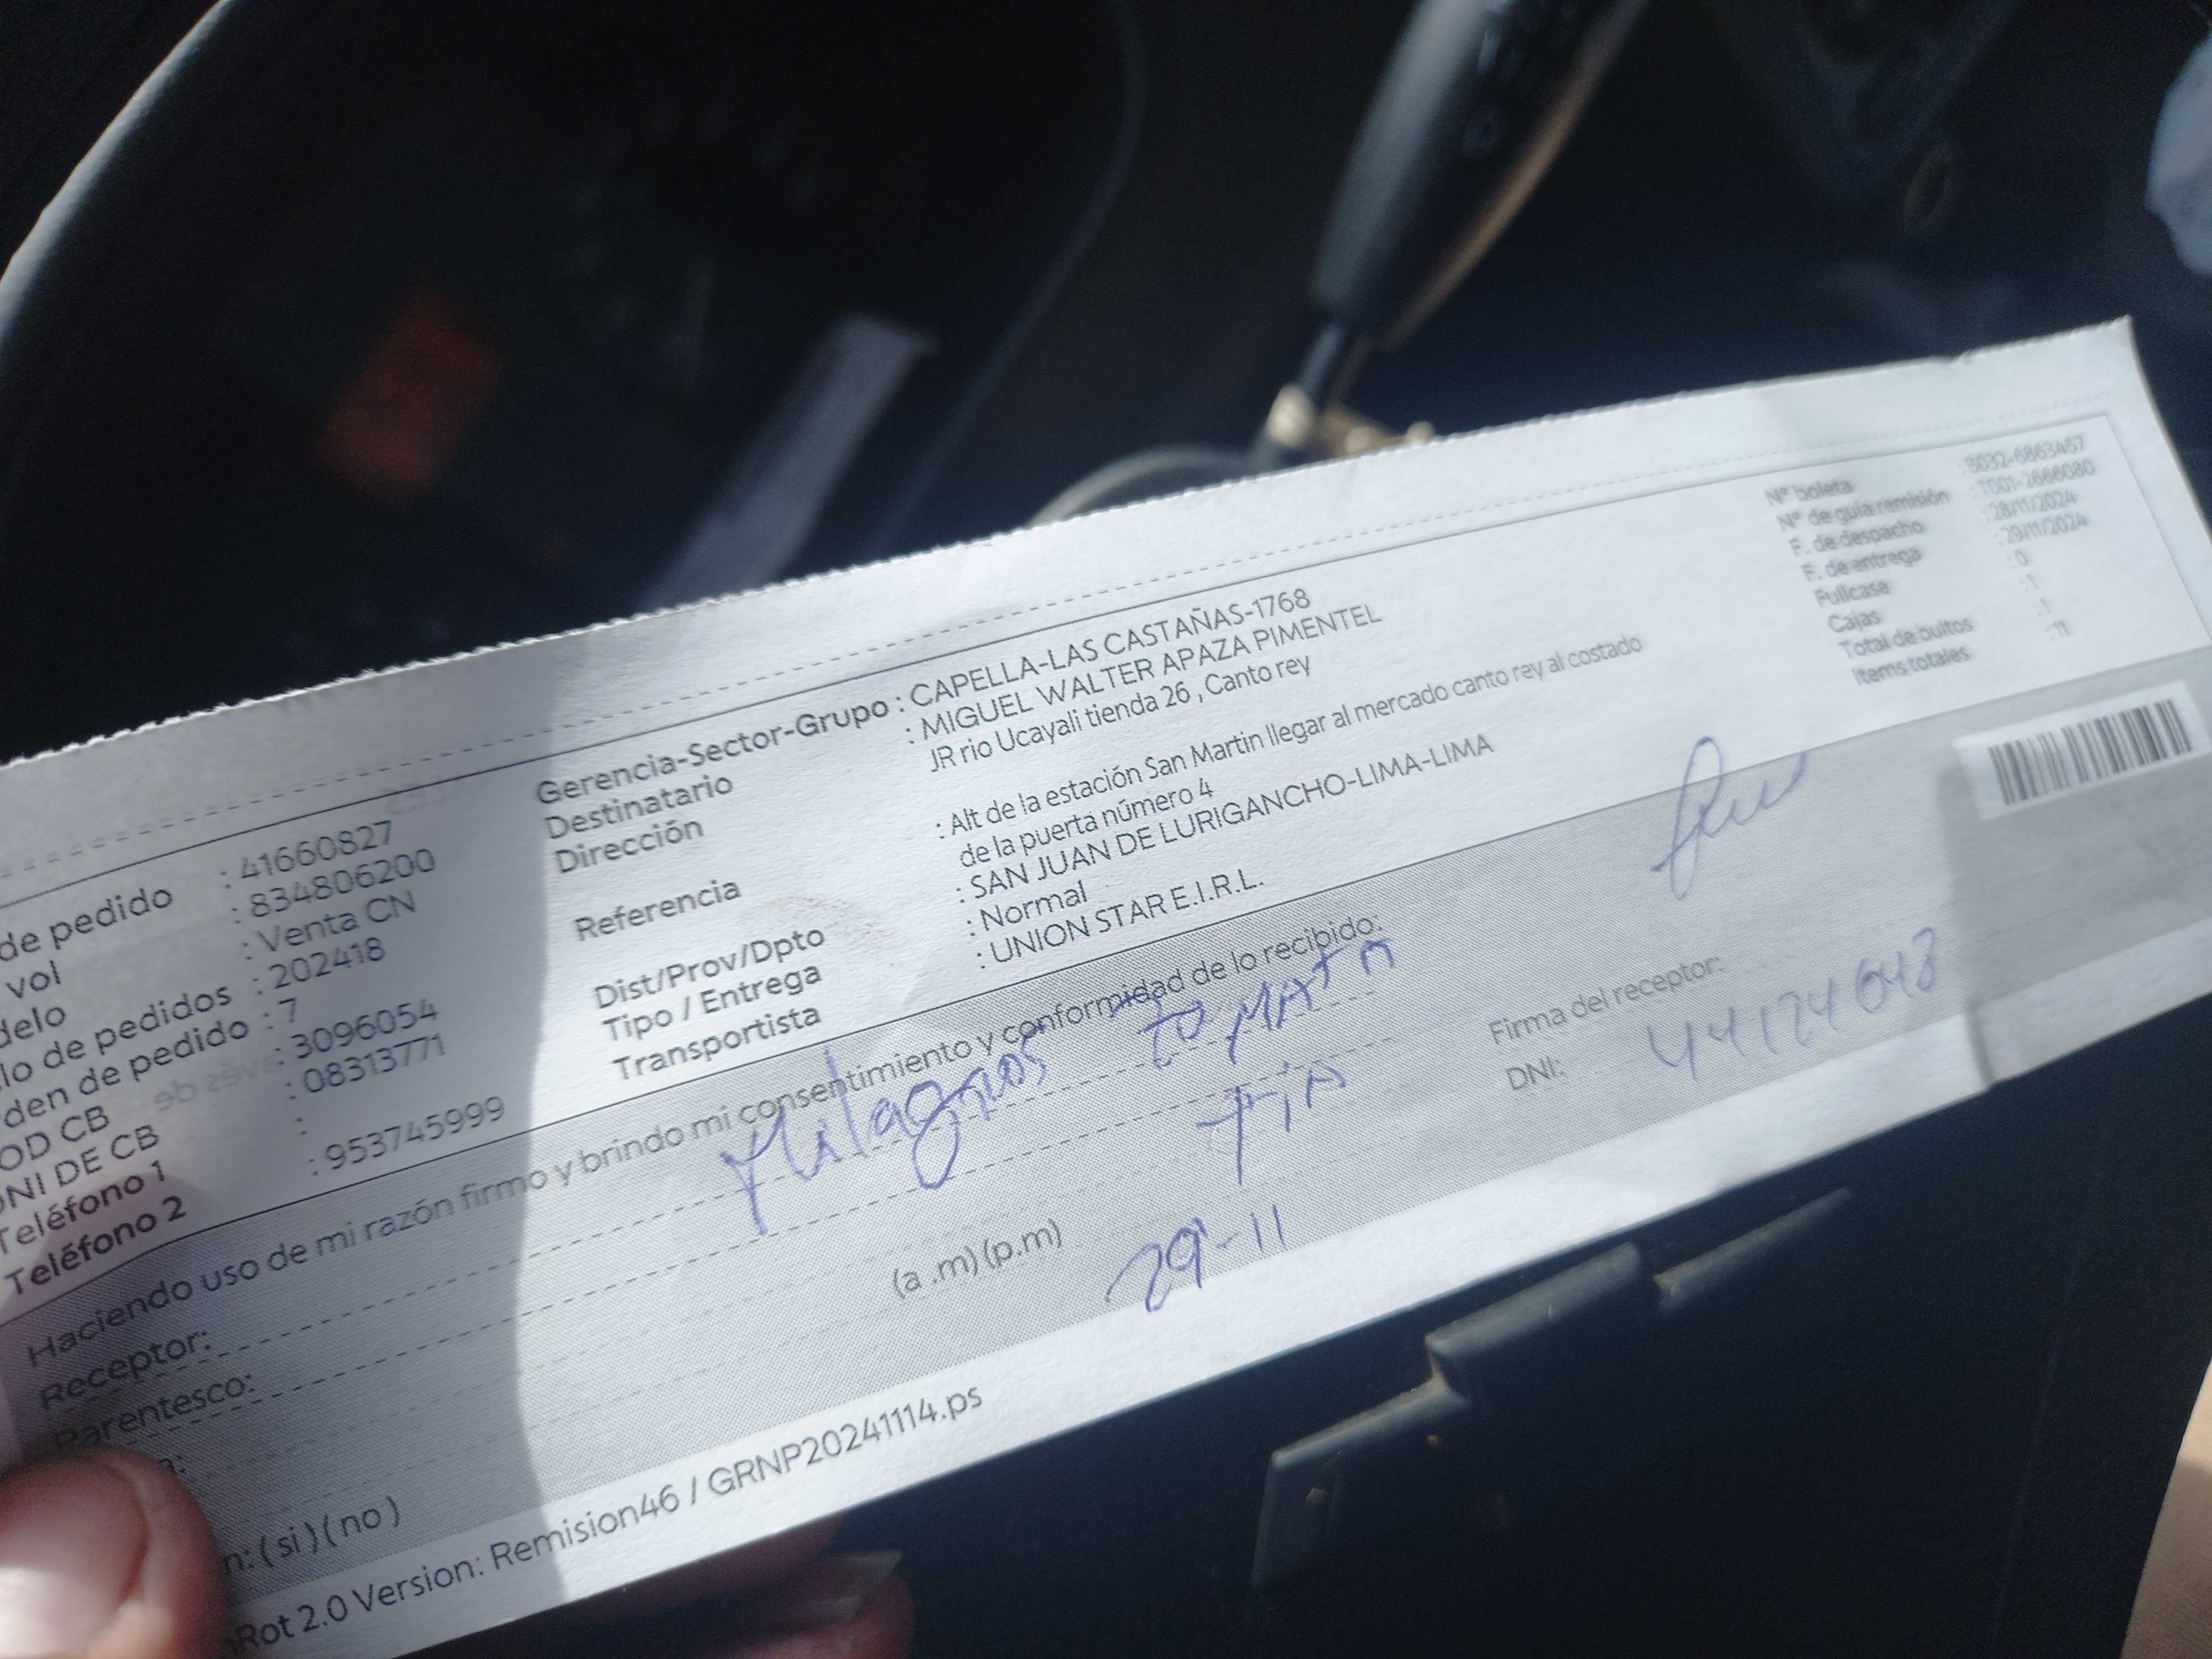 de pedido : 41660827
vol : 834806200
delo : Venta CN
lo de pedidos : 202418
den de pedido : 7
OD CB : 3096054
NI DE CB : 08313771
Teléfono 1 :
Teléfono 2 : 953745999
Gerencia-Sector-Grupo : CAPELLA-LAS CASTAÑAS-1768
Destinatario : MIGUEL WALTER APAZA PIMENTEL
Dirección JR rio Ucayali tienda 26 , Canto rey
Referencia : Alt de la estación San Martin llegar al mercado canto rey al costado
de la puerta número 4
Dist/Prov/Dpto : SAN JUAN DE LURIGANCHO-LIMA-LIMA
Tipo / Entrega : Normal
Transportista : UNION STAR E.I.R.L.
N° boleta : B032-6863457
N° de guía remisión : T001-2666080
F. de despacho : 28/11/2024
F. de entrega : 29/11/2024
Fullcase : 0
Cajas : 1
Total de bultos : 1
Items totales : 11
Haciendo uso de mi razón firmo y brindo mi consentimiento y conformidad de lo recibido:
Receptor: Milagros
Parentesco: Tia
(a .m) (p.m) 29-11
Firma del receptor:
DNI: 44124648
n: ( si ) ( no )
Rot 2.0 Version: Remision46 / GRNP20241114.ps